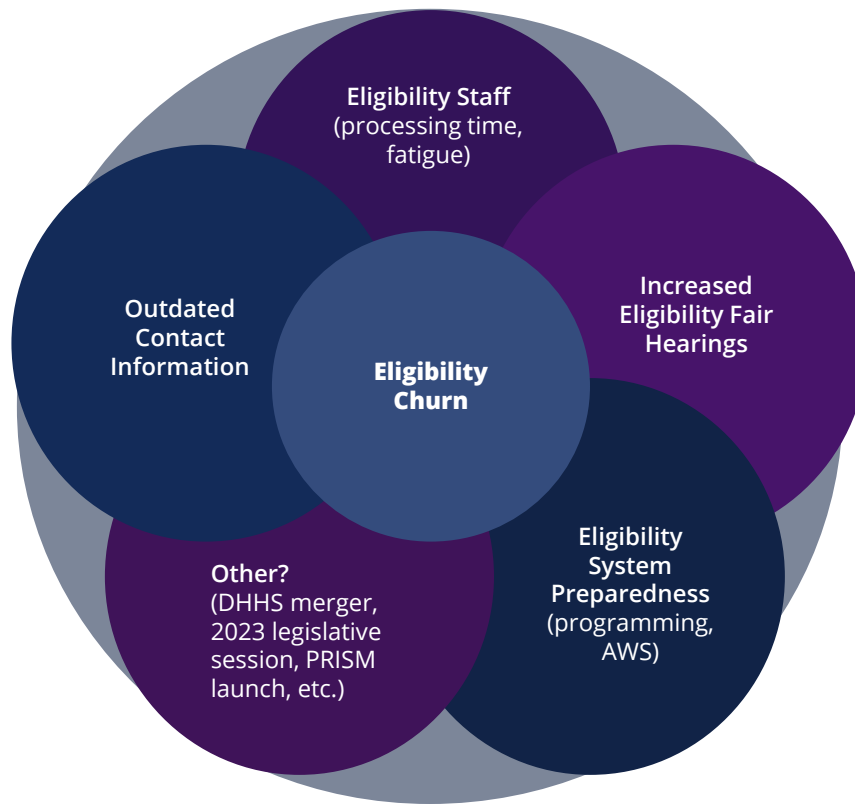 Eligibility Staff
(processing time,
fatigue)
Increased
Eligibility Fair
Hearings
Outdated
Contact
Information
Eligibility
Churn
Eligibility
System
Preparedness
(programming,
AWS)
Other?
(DHHS merger,
2023 legislative
session, PRISM
launch, etc.)